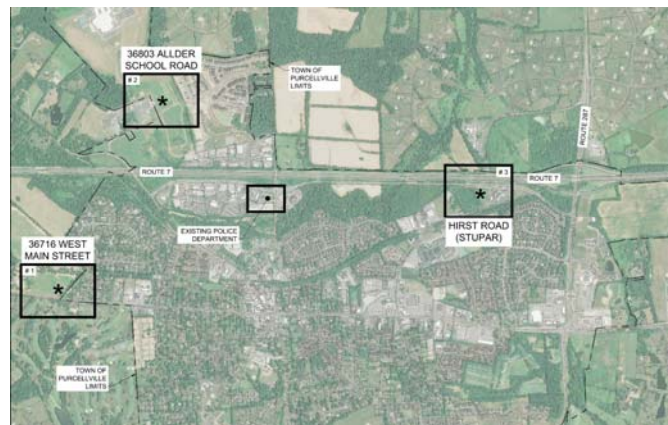 36803 ALLDER
SCHOOL ROAD
# 2
*
TOWN OF
PURCELLVILLE
LIMITS
ROUTE 287
ROUTE 7
# 3
*
ROUTE 7
HIRST ROAD
(STUPAR)
EXISTING POLICE
DEPARTMENT
36716 WEST
MAIN STREET
# 1
*
TOWN OF
PURCELLVILLE
LIMITS